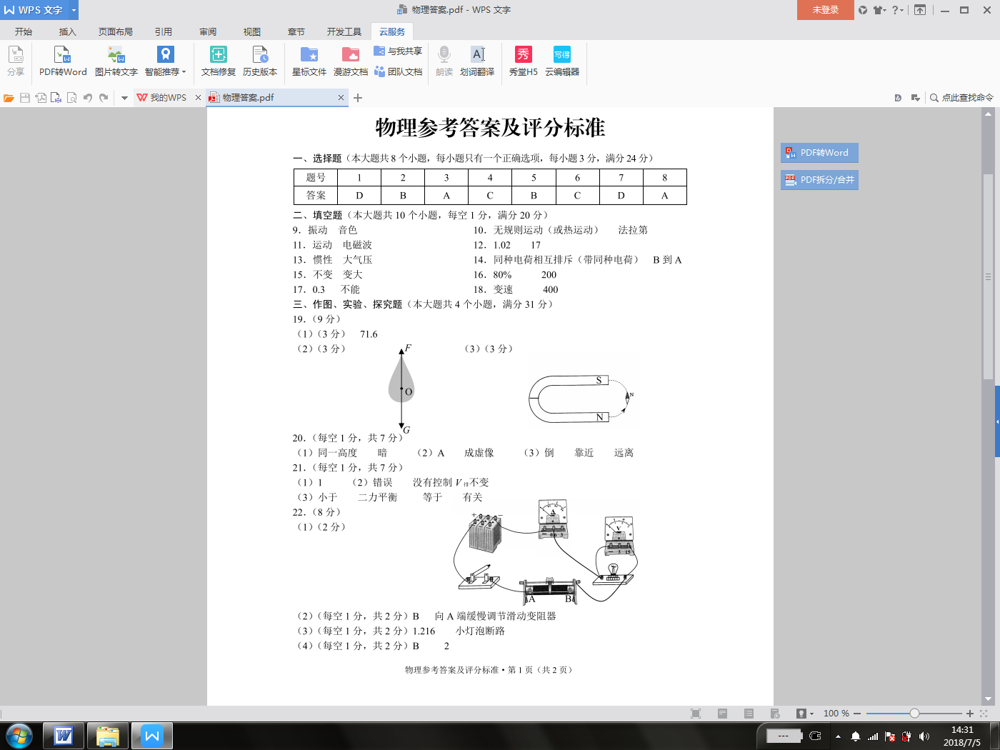 WPS 文字
物理答案.pdf - WPS 文字
未登录
开始 插入 页面布局 引用 审阅 视图 章节 开发工具 云服务
分享 PDF转Word 图片转文字 智能推荐 文档修复 历史版本 星标文件 漫游文档 与我共享 团队文档 朗读 划词翻译 秀堂H5 云编辑器
我的WPS 物理答案.pdf 点此查找命令
PDF转Word
PDF拆分/合并
物理参考答案及评分标准
一、选择题（本大题共 8 个小题，每小题只有一个正确选项，每小题 3 分，满分 24 分）
题号 1 2 3 4 5 6 7 8
答案 D B A C B C D A
二、填空题（本大题共 10 个小题，每空 1 分，满分 20 分）
9．振动 音色 10．无规则运动（或热运动） 法拉第
11．运动 电磁波 12．1.02 17
13．惯性 大气压 14．同种电荷相互排斥（带同种电荷） B 到 A
15．不变 变大 16．80% 200
17．0.3 不能 18．变速 400
三、作图、实验、探究题（本大题共 4 个小题，满分 31 分）
19．（9 分）
（1）（3 分） 71.6
（2）（3 分） （3）（3 分）
F
O
G
S
N
N
20．（每空 1 分，共 7 分）
（1）同一高度 暗 （2）A 成虚像 （3）倒 靠近 远离
21．（每空 1 分，共 7 分）
（1）1 （2）错误 没有控制 V排不变
（3）小于 二力平衡 等于 有关
22．（8 分）
（1）（2 分）
+ −
A
− 0.6 3
V
− 3 15
A B
（2）（每空 1 分，共 2 分）B 向 A 端缓慢调节滑动变阻器
（3）（每空 1 分，共 2 分）1.216 小灯泡断路
（4）（每空 1 分，共 2 分）B 2
物理参考答案及评分标准·第 1 页（共 2 页）
100 %
14:31
2018/7/5